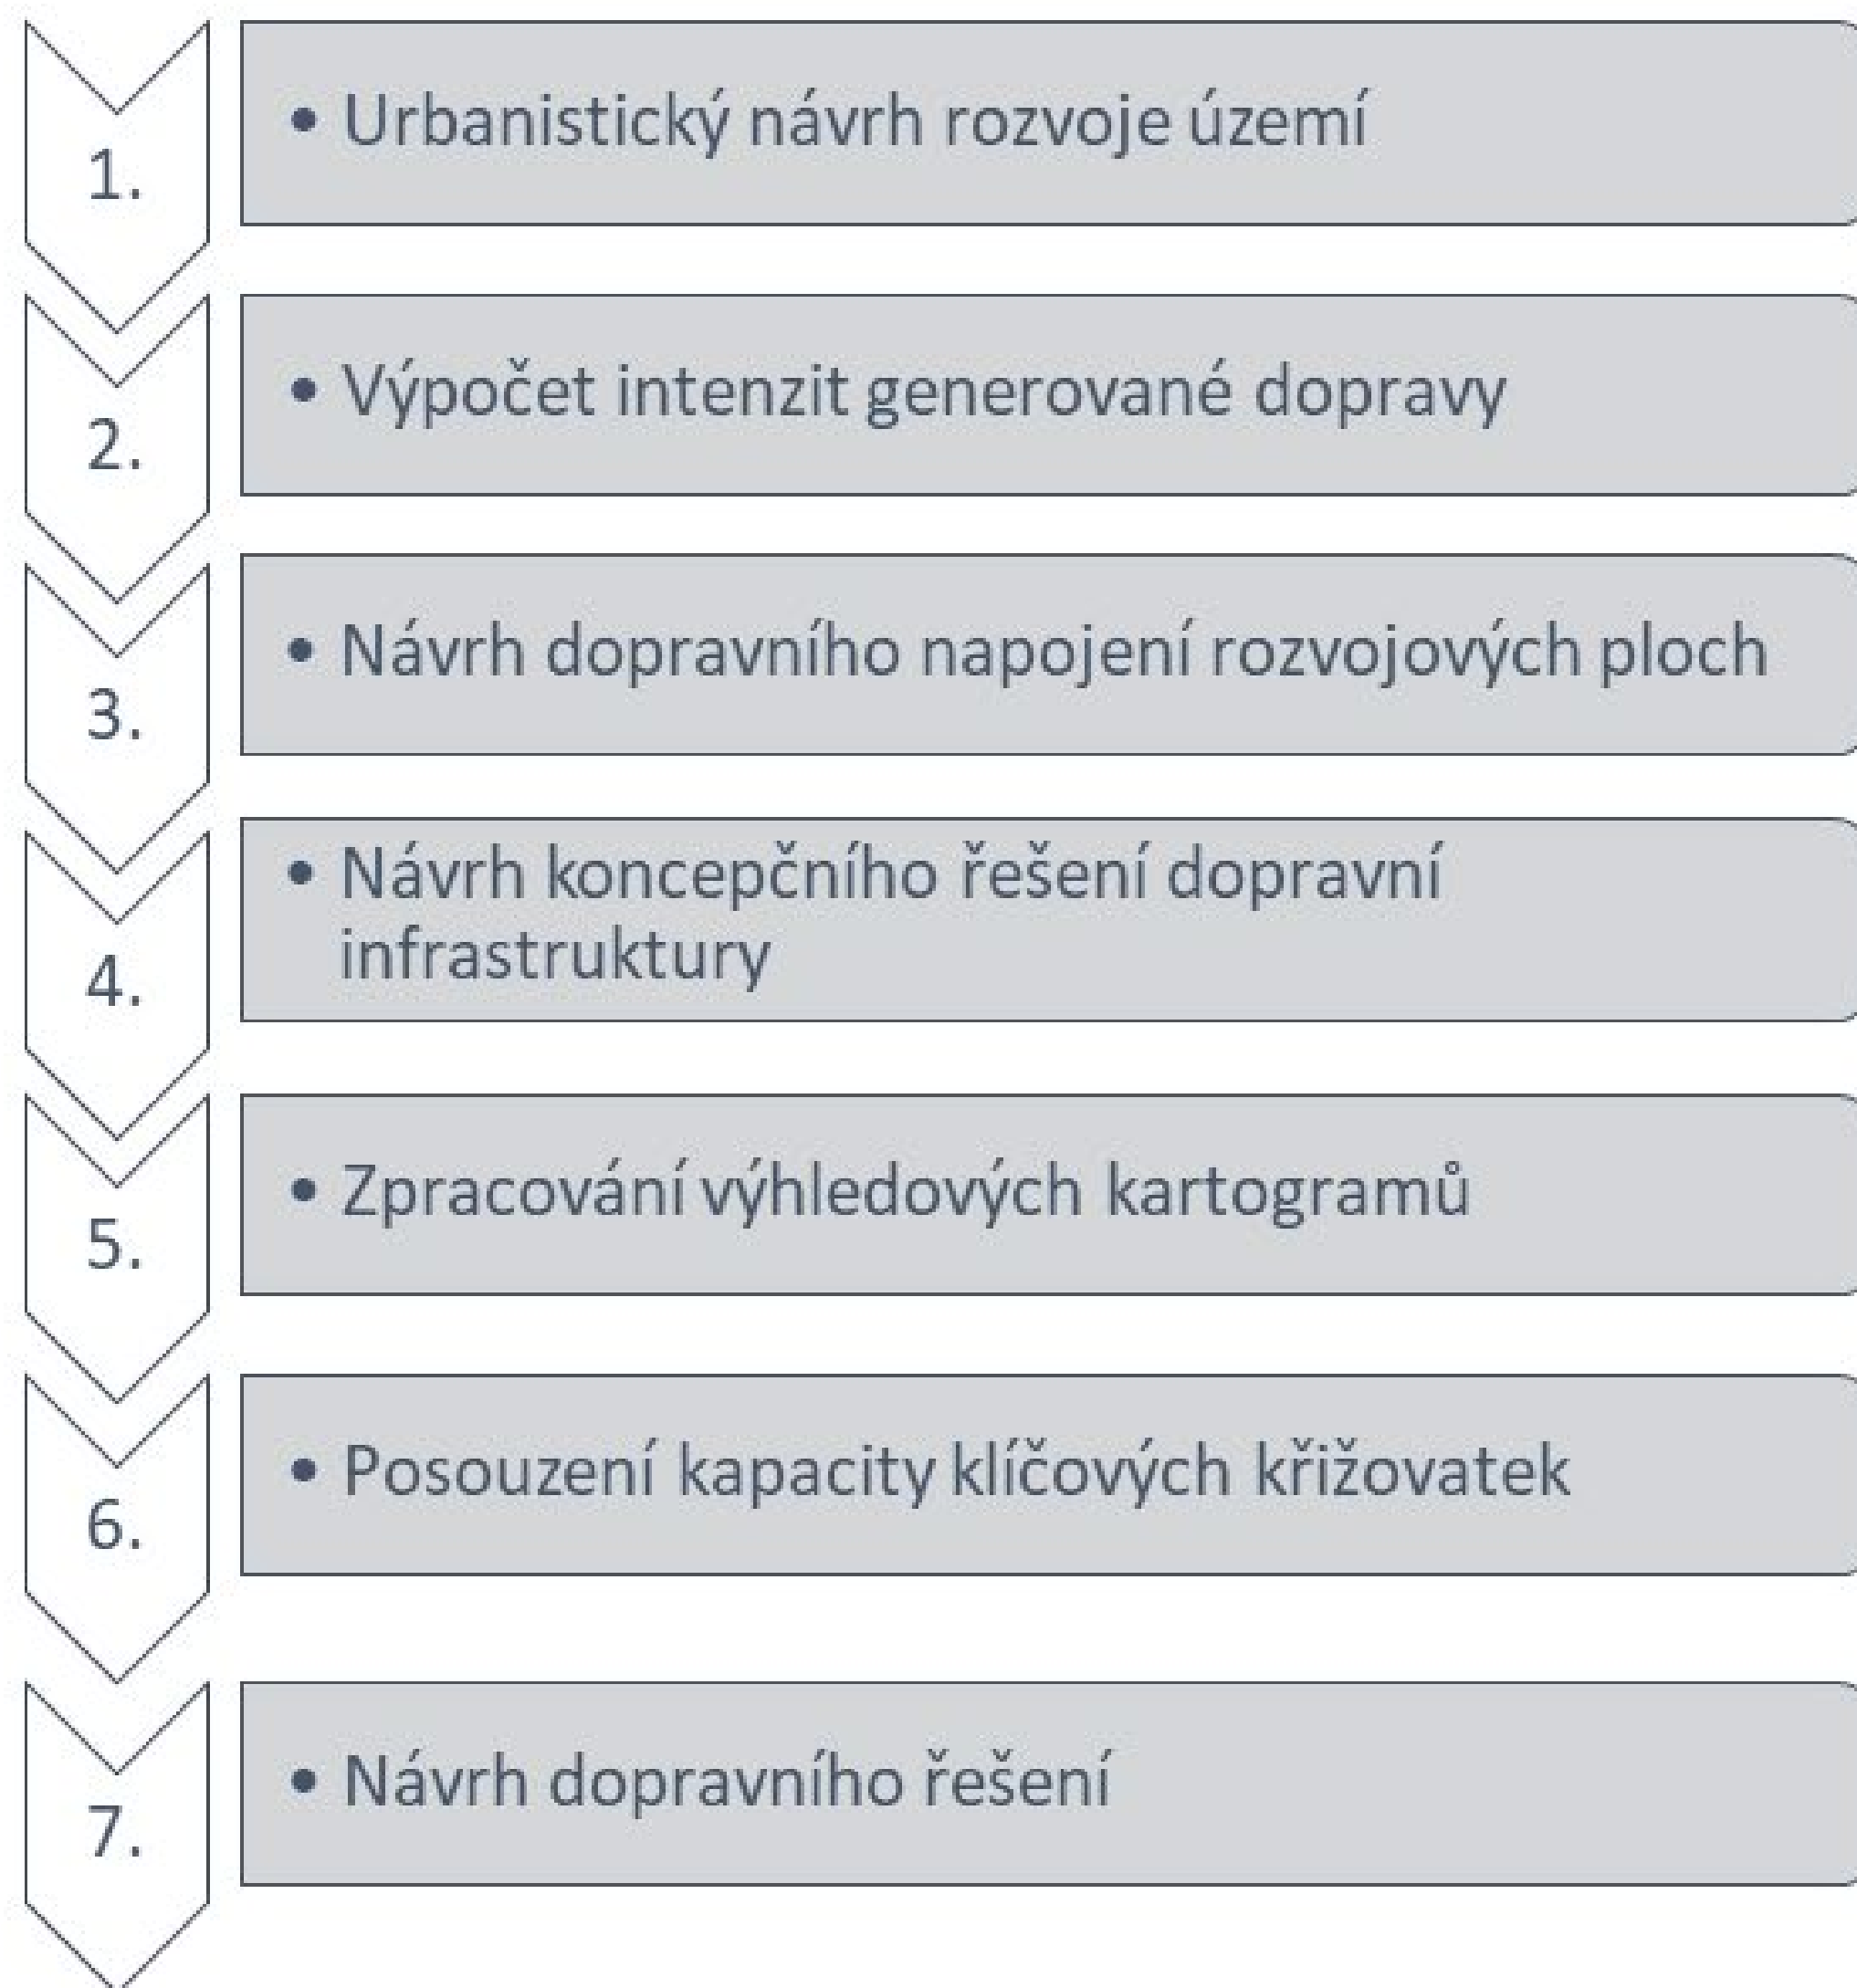 1.
• Urbanistický návrh rozvoje území
2.
• Výpočet intenzit generované dopravy
3.
• Návrh dopravního napojení rozvojových ploch
4.
• Návrh koncepčního řešení dopravní
infrastruktury
5.
• Zpracování výhledových kartogramů
6.
• Posouzení kapacity klíčových křižovatek
7.
• Návrh dopravního řešení